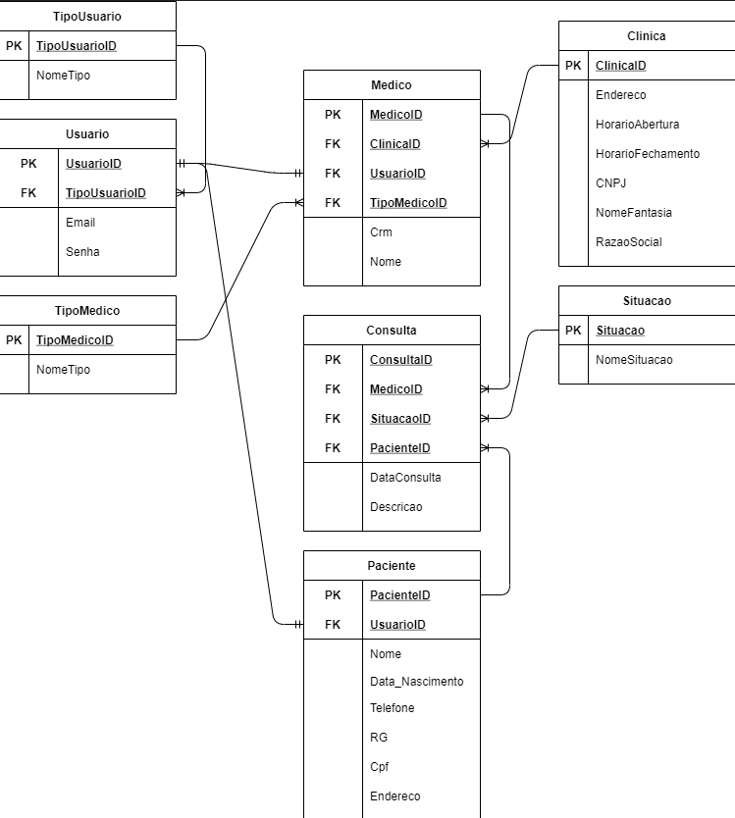 TipoUsuario
PK TipoUsuarioID
NomeTipo
Usuario
PK UsuarioID
FK TipoUsuarioID
Email
Senha
TipoMedico
PK TipoMedicoID
NomeTipo
Medico
PK MedicoID
FK ClinicaID
FK UsuarioID
FK TipoMedicoID
Crm
Nome
Consulta
PK ConsultaID
FK MedicoID
FK SituacaoID
FK PacienteID
DataConsulta
Descricao
Paciente
PK PacienteID
FK UsuarioID
Nome
Data_Nascimento
Telefone
RG
Cpf
Endereco
Clinica
PK ClinicaID
Endereco
HorarioAbertura
HorarioFechamento
CNPJ
NomeFantasia
RazaoSocial
Situacao
PK Situacao
NomeSituacao